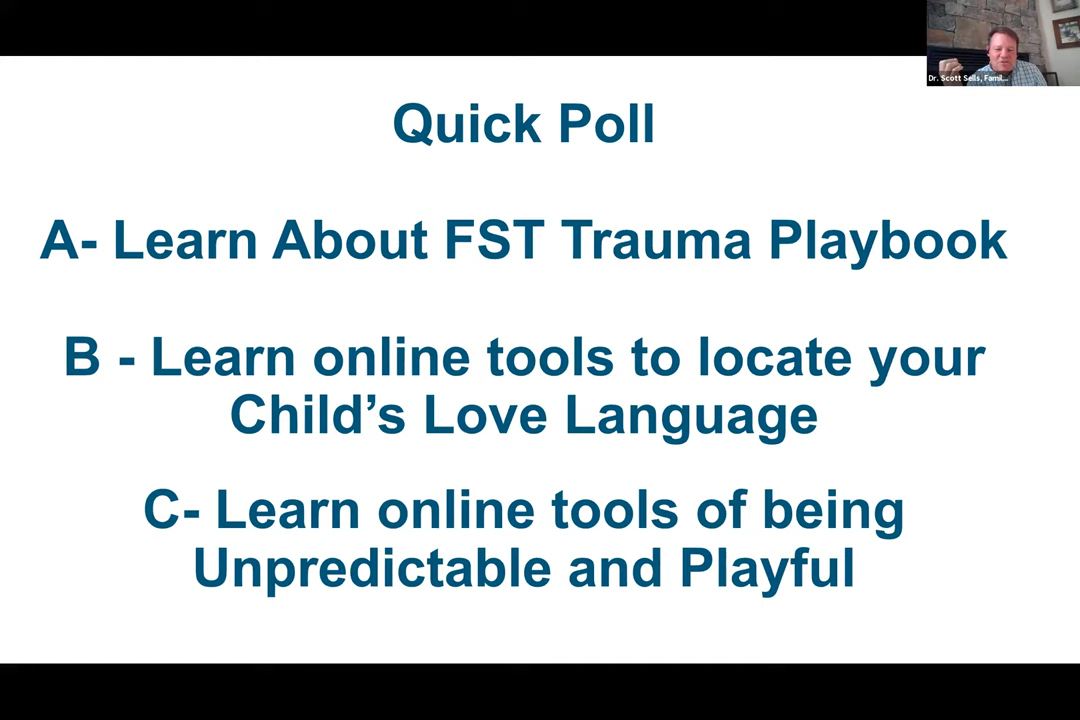 Dr. Scott Sells, Famil...
Quick Poll
A- Learn About FST Trauma Playbook
B - Learn online tools to locate your
Child’s Love Language
C- Learn online tools of being
Unpredictable and Playful